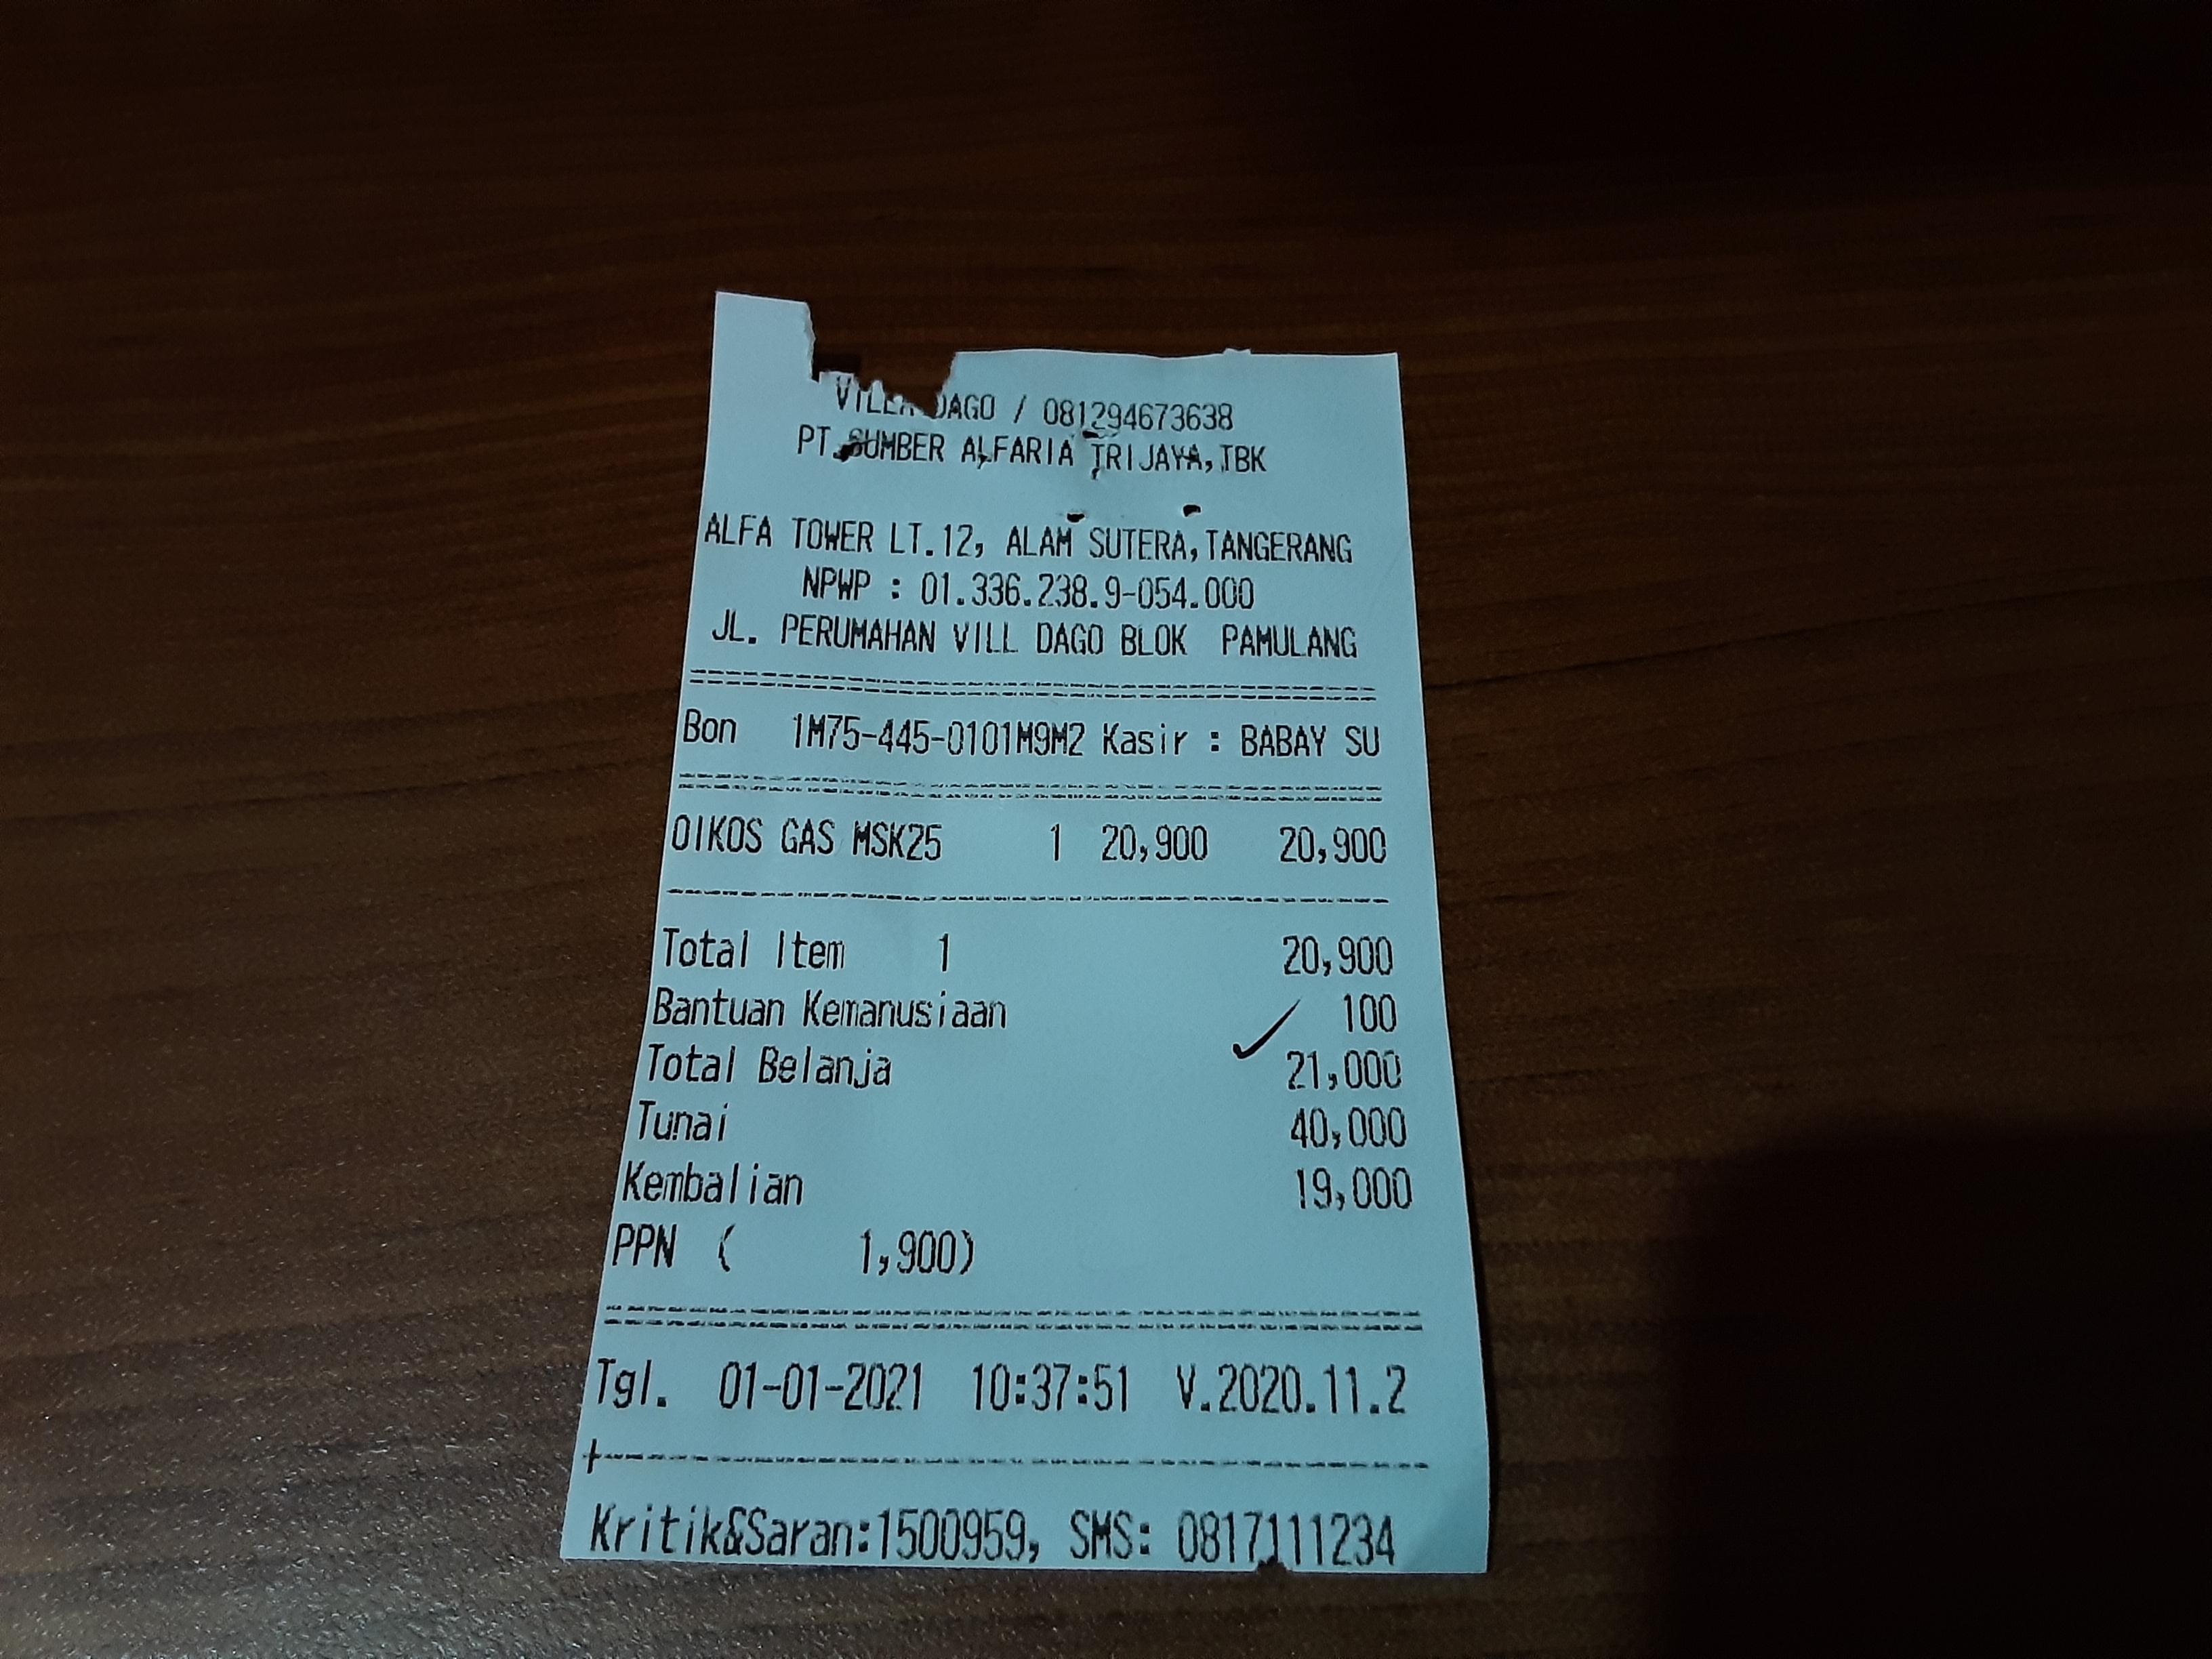 VILLA DAGO / 081294673638
PT.SUMBER ALFARIA TRIJAYA,TBK
ALFA TOWER LT.12, ALAM SUTERA,TANGERANG
NPWP : 01.336.238.9-054.000
JL. PERUMAHAN VILL DAGO BLOK PAMULANG
Bon 1M75-445-0101M9M2 Kasir : BABAY SU
OIKOS GAS MSK25 1 20,900 20,900
Total Item 1 20,900
Bantuan Kemanusiaan 100
Total Belanja 21,000
Tunai 40,000
Kembalian 19,000
PPN ( 1,900)
Tgl. 01-01-2021 10:37:51 V.2020.11.2
Kritik&Saran:1500959, SMS: 0817111234